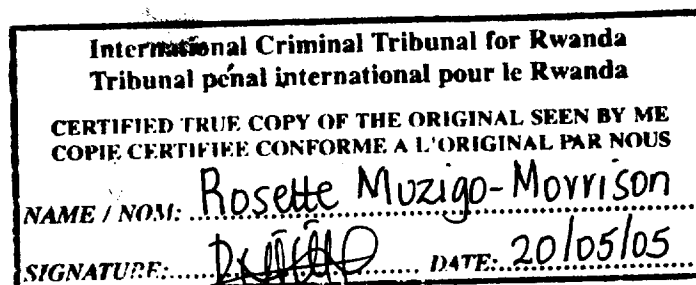 International Criminal Tribunal for Rwanda
Tribunal pénal international pour le Rwanda
CERTIFIED TRUE COPY OF THE ORIGINAL SEEN BY ME
COPIE CERTIFIEE CONFORME A L'ORIGINAL PAR NOUS
NAME / NOM: Rosette Muzigo-Morrison
SIGNATURE: DATE: 20/05/05